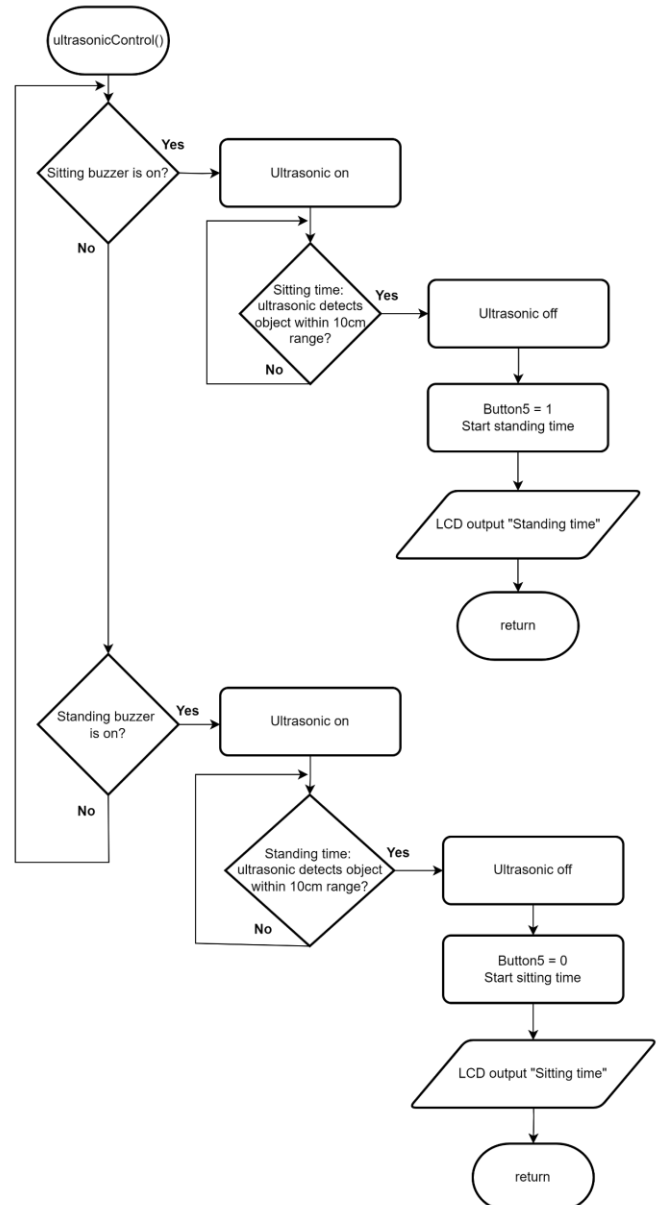 ultrasonicControl()
Yes
Sitting buzzer is on?
Ultrasonic on
No
Sitting time:
ultrasonic detects
object within 10cm
range?
Yes
No
Ultrasonic off
Button5 = 1
Start standing time
LCD output "Standing time"
return
Standing buzzer
is on?
Yes
No
Ultrasonic on
Standing time:
ultrasonic detects object
within 10cm range?
Yes
No
Ultrasonic off
Button5 = 0
Start sitting time
LCD output "Sitting time"
return